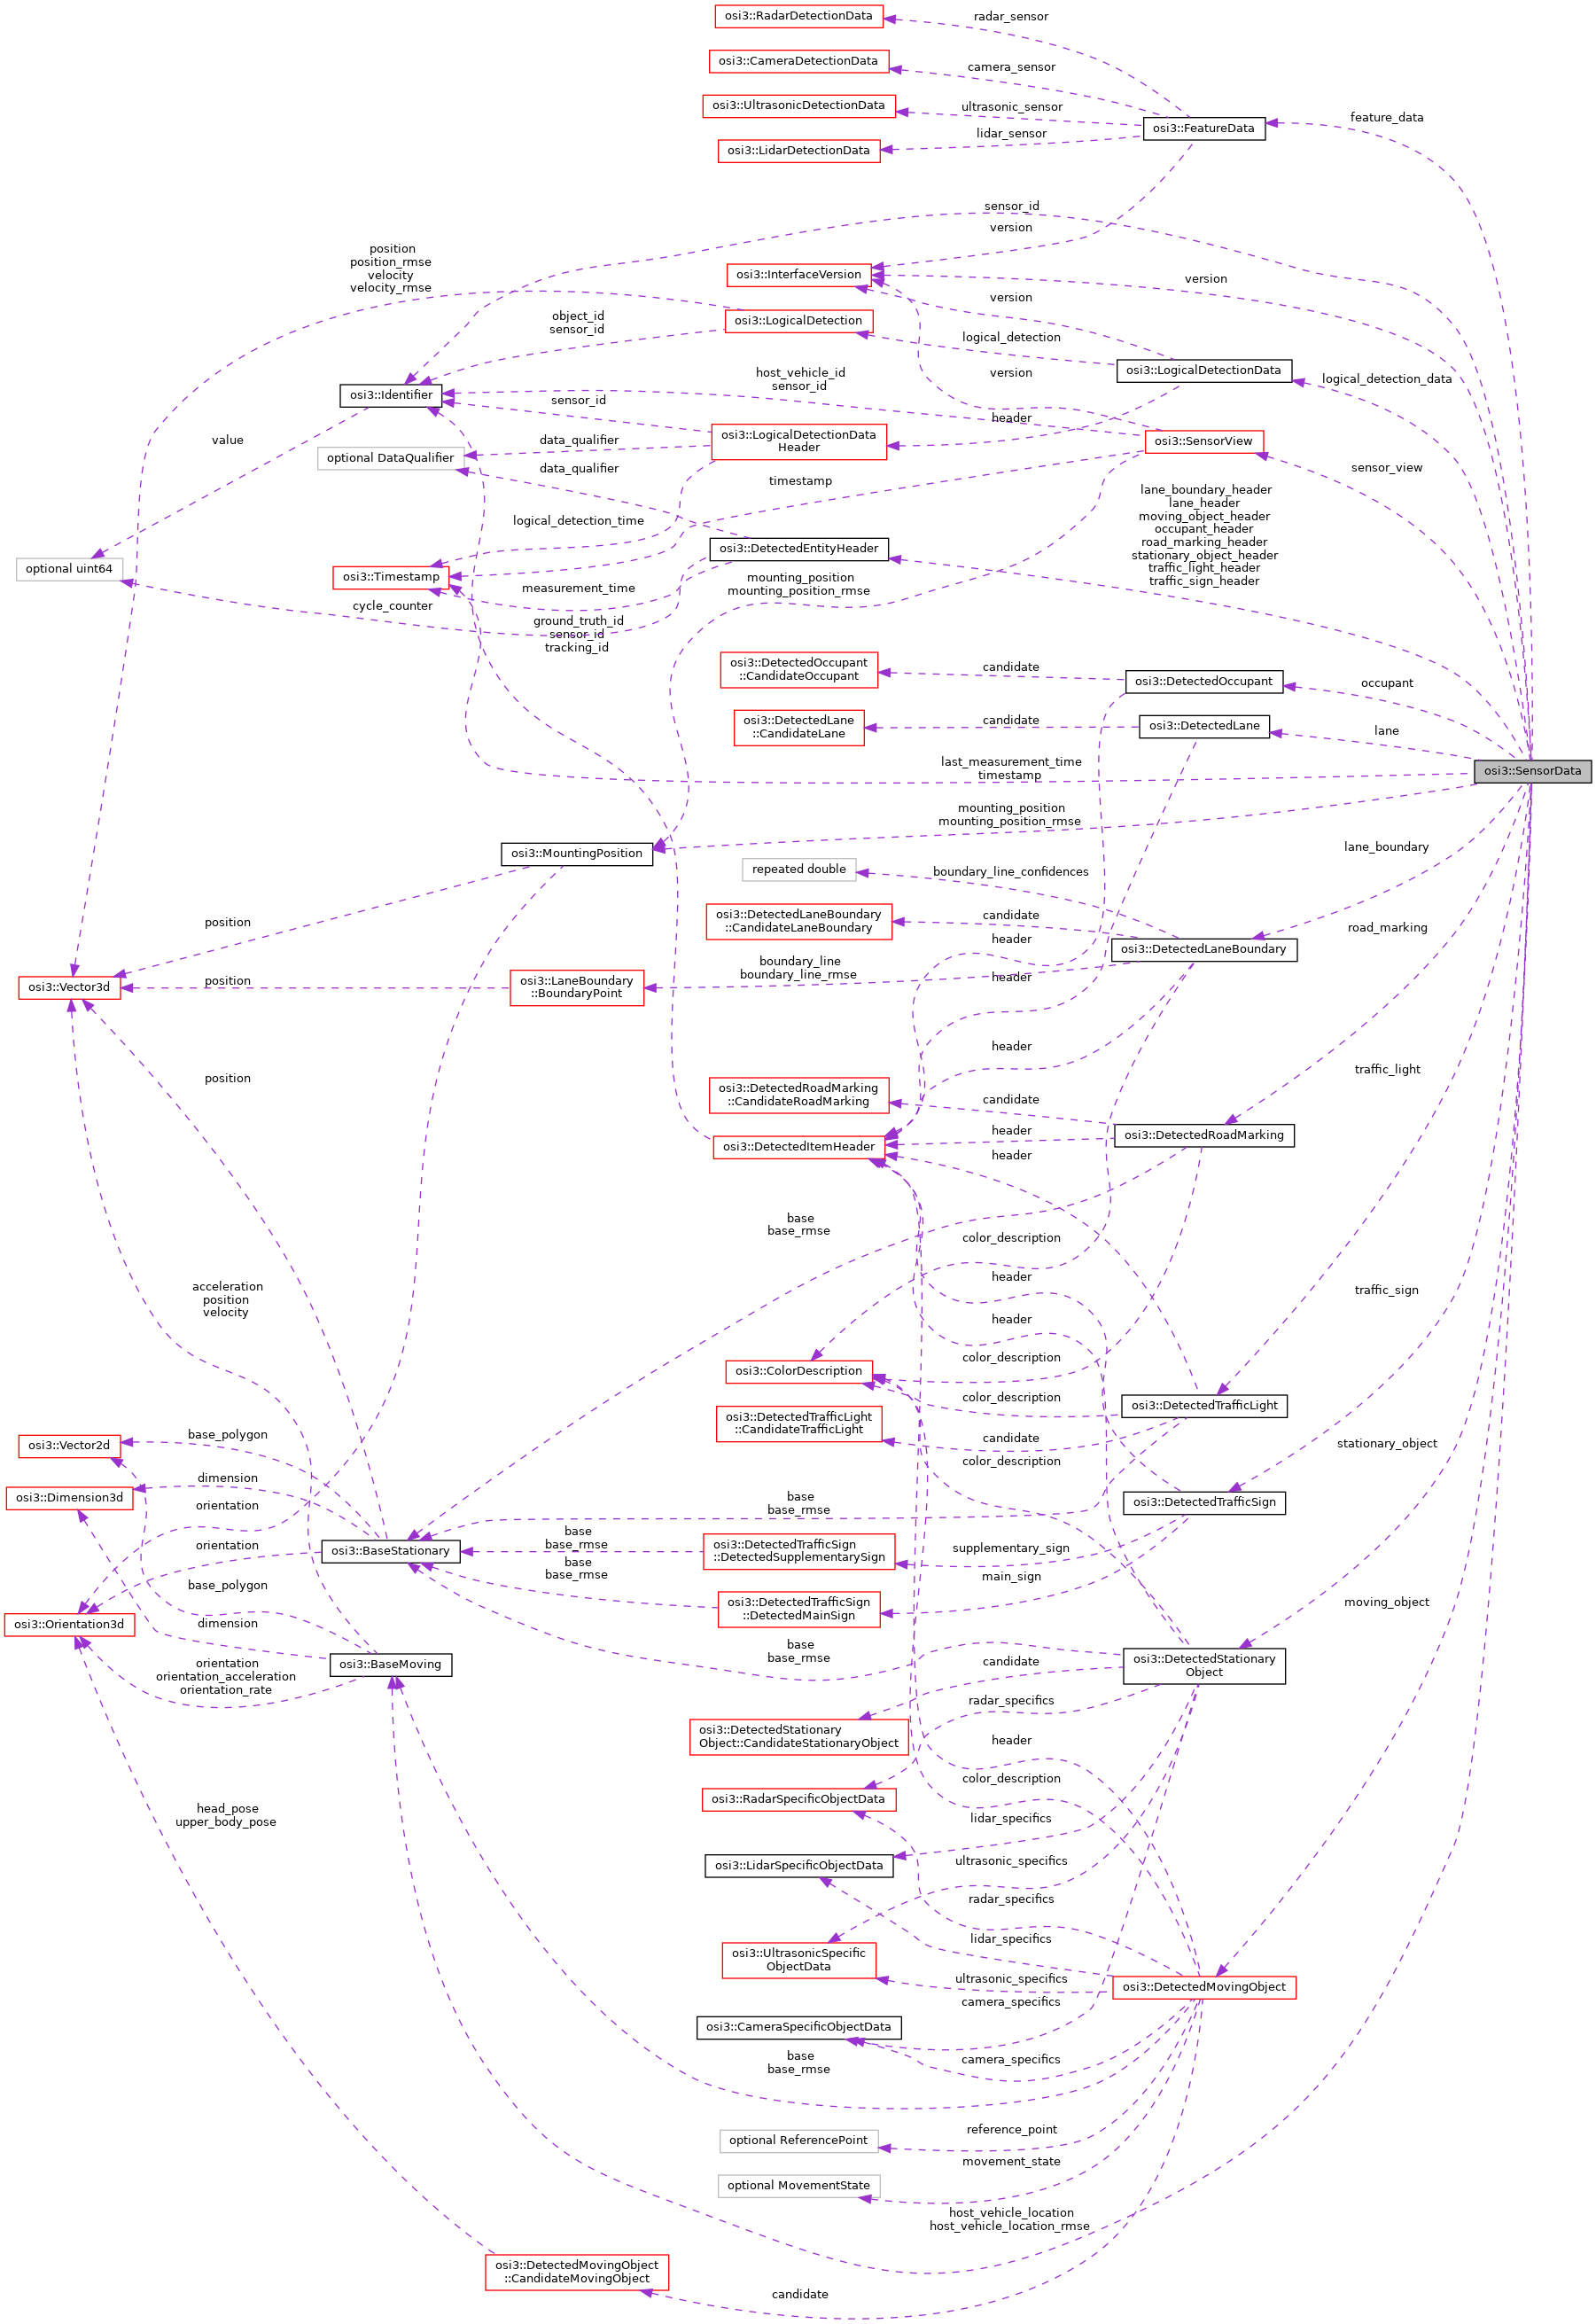 osi3::RadarDetectionData
radar_sensor
osi3::CameraDetectionData
camera_sensor
osi3::UltrasonicDetectionData
ultrasonic_sensor
feature_data
osi3::FeatureData
lidar_sensor
osi3::LidarDetectionData
sensor_id
version
position
position_rmse
velocity
velocity_rmse
osi3::InterfaceVersion
version
version
object_id
sensor_id
osi3::LogicalDetection
logical_detection
osi3::LogicalDetectionData
logical_detection_data
host_vehicle_id
sensor_id
version
osi3::Identifier
sensor_id
header
value
data_qualifier
osi3::LogicalDetectionData
Header
osi3::SensorView
optional DataQualifier
data_qualifier
sensor_view
timestamp
lane_boundary_header
lane_header
moving_object_header
occupant_header
road_marking_header
stationary_object_header
traffic_light_header
traffic_sign_header
logical_detection_time
osi3::DetectedEntityHeader
optional uint64
osi3::Timestamp
measurement_time
mounting_position
mounting_position_rmse
cycle_counter
ground_truth_id
sensor_id
tracking_id
osi3::DetectedOccupant
::CandidateOccupant
candidate
osi3::DetectedOccupant
occupant
osi3::DetectedLane
::CandidateLane
candidate
osi3::DetectedLane
lane
last_measurement_time
timestamp
osi3::SensorData
mounting_position
mounting_position_rmse
osi3::MountingPosition
lane_boundary
repeated double
boundary_line_confidences
position
osi3::DetectedLaneBoundary
::CandidateLaneBoundary
candidate
header
osi3::DetectedLaneBoundary
road_marking
boundary_line
boundary_line_rmse
header
osi3::Vector3d
position
osi3::LaneBoundary
::BoundaryPoint
header
position
traffic_light
osi3::DetectedRoadMarking
::CandidateRoadMarking
candidate
header
osi3::DetectedRoadMarking
osi3::DetectedItemHeader
header
base
base_rmse
color_description
header
acceleration
position
velocity
traffic_sign
header
color_description
osi3::ColorDescription
color_description
osi3::DetectedTrafficLight
osi3::DetectedTrafficLight
::CandidateTrafficLight
candidate
color_description
stationary_object
osi3::Vector2d
base_polygon
dimension
osi3::Dimension3d
orientation
base
base_rmse
osi3::DetectedTrafficSign
orientation
osi3::BaseStationary
base
base_rmse
osi3::DetectedTrafficSign
::DetectedSupplementarySign
supplementary_sign
base
base_rmse
main_sign
base_polygon
osi3::DetectedTrafficSign
::DetectedMainSign
moving_object
osi3::Orientation3d
dimension
base
base_rmse
osi3::BaseMoving
orientation
orientation_acceleration
orientation_rate
candidate
osi3::DetectedStationary
Object
radar_specifics
osi3::DetectedStationary
Object::CandidateStationaryObject
header
color_description
osi3::RadarSpecificObjectData
lidar_specifics
head_pose
upper_body_pose
ultrasonic_specifics
osi3::LidarSpecificObjectData
radar_specifics
lidar_specifics
osi3::UltrasonicSpecific
ObjectData
ultrasonic_specifics
osi3::DetectedMovingObject
camera_specifics
osi3::CameraSpecificObjectData
base
base_rmse
camera_specifics
reference_point
optional ReferencePoint
movement_state
optional MovementState
host_vehicle_location
host_vehicle_location_rmse
osi3::DetectedMovingObject
::CandidateMovingObject
candidate